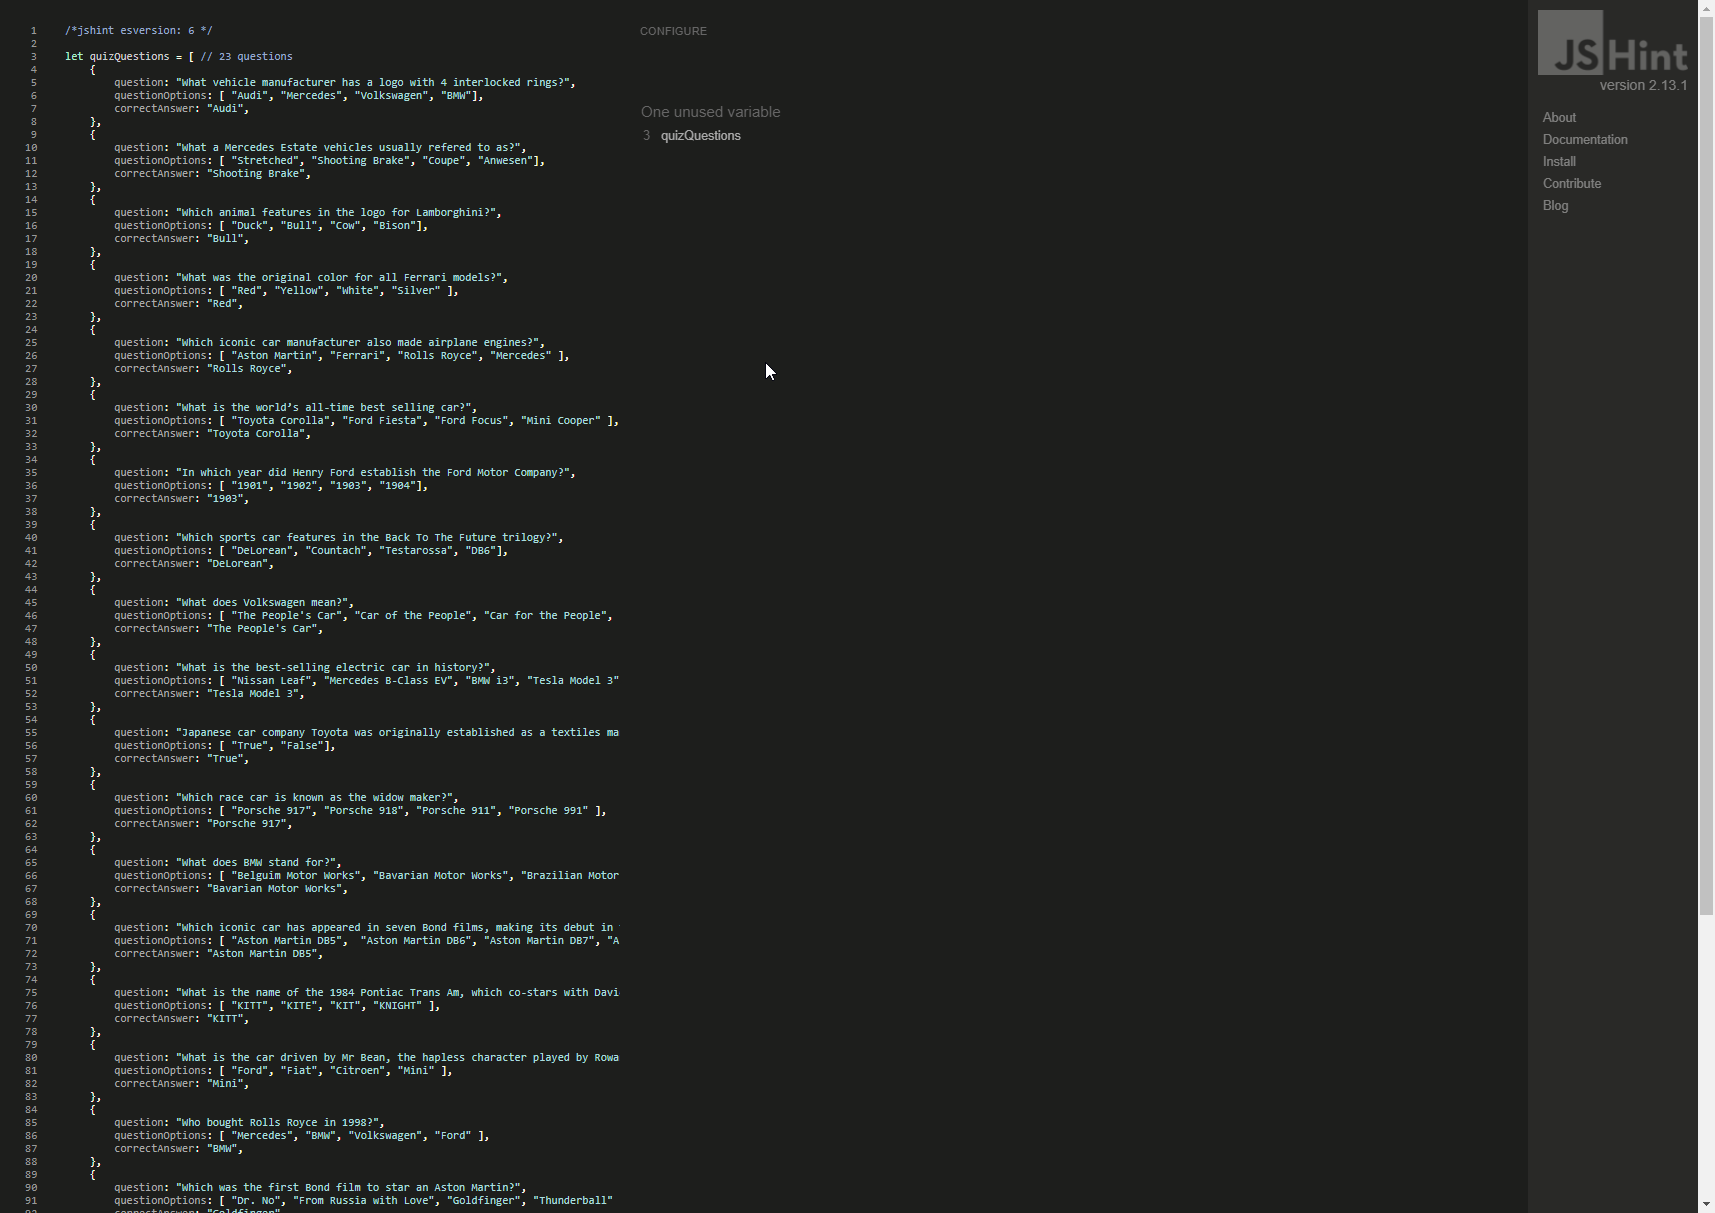 1 /*jshint esversion: 6 */
2
3 let quizQuestions = [ // 23 questions
4 {
5 question: "What vehicle manufacturer has a logo with 4 interlocked rings?",
6 questionOptions: [ "Audi", "Mercedes", "Volkswagen", "BMW"],
7 correctAnswer: "Audi",
8 },
9 {
10 question: "What a Mercedes Estate vehicles usually refered to as?",
11 questionOptions: [ "Stretched", "Shooting Brake", "Coupe", "Anwesen"],
12 correctAnswer: "Shooting Brake",
13 },
14 {
15 question: "Which animal features in the logo for Lamborghini?",
16 questionOptions: [ "Duck", "Bull", "Cow", "Bison"],
17 correctAnswer: "Bull",
18 },
19 {
20 question: "What was the original color for all Ferrari models?",
21 questionOptions: [ "Red", "Yellow", "White", "Silver" ],
22 correctAnswer: "Red",
23 },
24 {
25 question: "Which iconic car manufacturer also made airplane engines?",
26 questionOptions: [ "Aston Martin", "Ferrari", "Rolls Royce", "Mercedes" ],
27 correctAnswer: "Rolls Royce",
28 },
29 {
30 question: "What is the world’s all-time best selling car?",
31 questionOptions: [ "Toyota Corolla", "Ford Fiesta", "Ford Focus", "Mini Cooper" ],
32 correctAnswer: "Toyota Corolla",
33 },
34 {
35 question: "In which year did Henry Ford establish the Ford Motor Company?",
36 questionOptions: [ "1901", "1902", "1903", "1904"],
37 correctAnswer: "1903",
38 },
39 {
40 question: "Which sports car features in the Back To The Future trilogy?",
41 questionOptions: [ "DeLorean", "Countach", "Testarossa", "DB6"],
42 correctAnswer: "DeLorean",
43 },
44 {
45 question: "What does Volkswagen mean?",
46 questionOptions: [ "The People's Car", "Car of the People", "Car for the People",
47 correctAnswer: "The People's Car",
48 },
49 {
50 question: "What is the best-selling electric car in history?",
51 questionOptions: [ "Nissan Leaf", "Mercedes B-Class EV", "BMW i3", "Tesla Model 3"
52 correctAnswer: "Tesla Model 3",
53 },
54 {
55 question: "Japanese car company Toyota was originally established as a textiles ma
56 questionOptions: [ "True", "False"],
57 correctAnswer: "True",
58 },
59 {
60 question: "Which race car is known as the widow maker?",
61 questionOptions: [ "Porsche 917", "Porsche 918", "Porsche 911", "Porsche 991" ],
62 correctAnswer: "Porsche 917",
63 },
64 {
65 question: "What does BMW stand for?",
66 questionOptions: [ "Belguim Motor Works", "Bavarian Motor Works", "Brazilian Motor
67 correctAnswer: "Bavarian Motor Works",
68 },
69 {
70 question: "Which iconic car has appeared in seven Bond films, making its debut in
71 questionOptions: [ "Aston Martin DB5",  "Aston Martin DB6", "Aston Martin DB7", "A
72 correctAnswer: "Aston Martin DB5",
73 },
74 {
75 question: "What is the name of the 1984 Pontiac Trans Am, which co-stars with Davi
76 questionOptions: [ "KITT", "KITE", "KIT", "KNIGHT" ],
77 correctAnswer: "KITT",
78 },
79 {
80 question: "What is the car driven by Mr Bean, the hapless character played by Rowa
81 questionOptions: [ "Ford", "Fiat", "Citroen", "Mini" ],
82 correctAnswer: "Mini",
83 },
84 {
85 question: "Who bought Rolls Royce in 1998?",
86 questionOptions: [ "Mercedes", "BMW", "Volkswagen", "Ford" ],
87 correctAnswer: "BMW",
88 },
89 {
90 question: "Which was the first Bond film to star an Aston Martin?",
91 questionOptions: [ "Dr. No", "From Russia with Love", "Goldfinger", "Thunderball"
92 correctAnswer: "Goldfinger"
CONFIGURE
One unused variable
3 quizQuestions
JSHint
version 2.13.1
About
Documentation
Install
Contribute
Blog